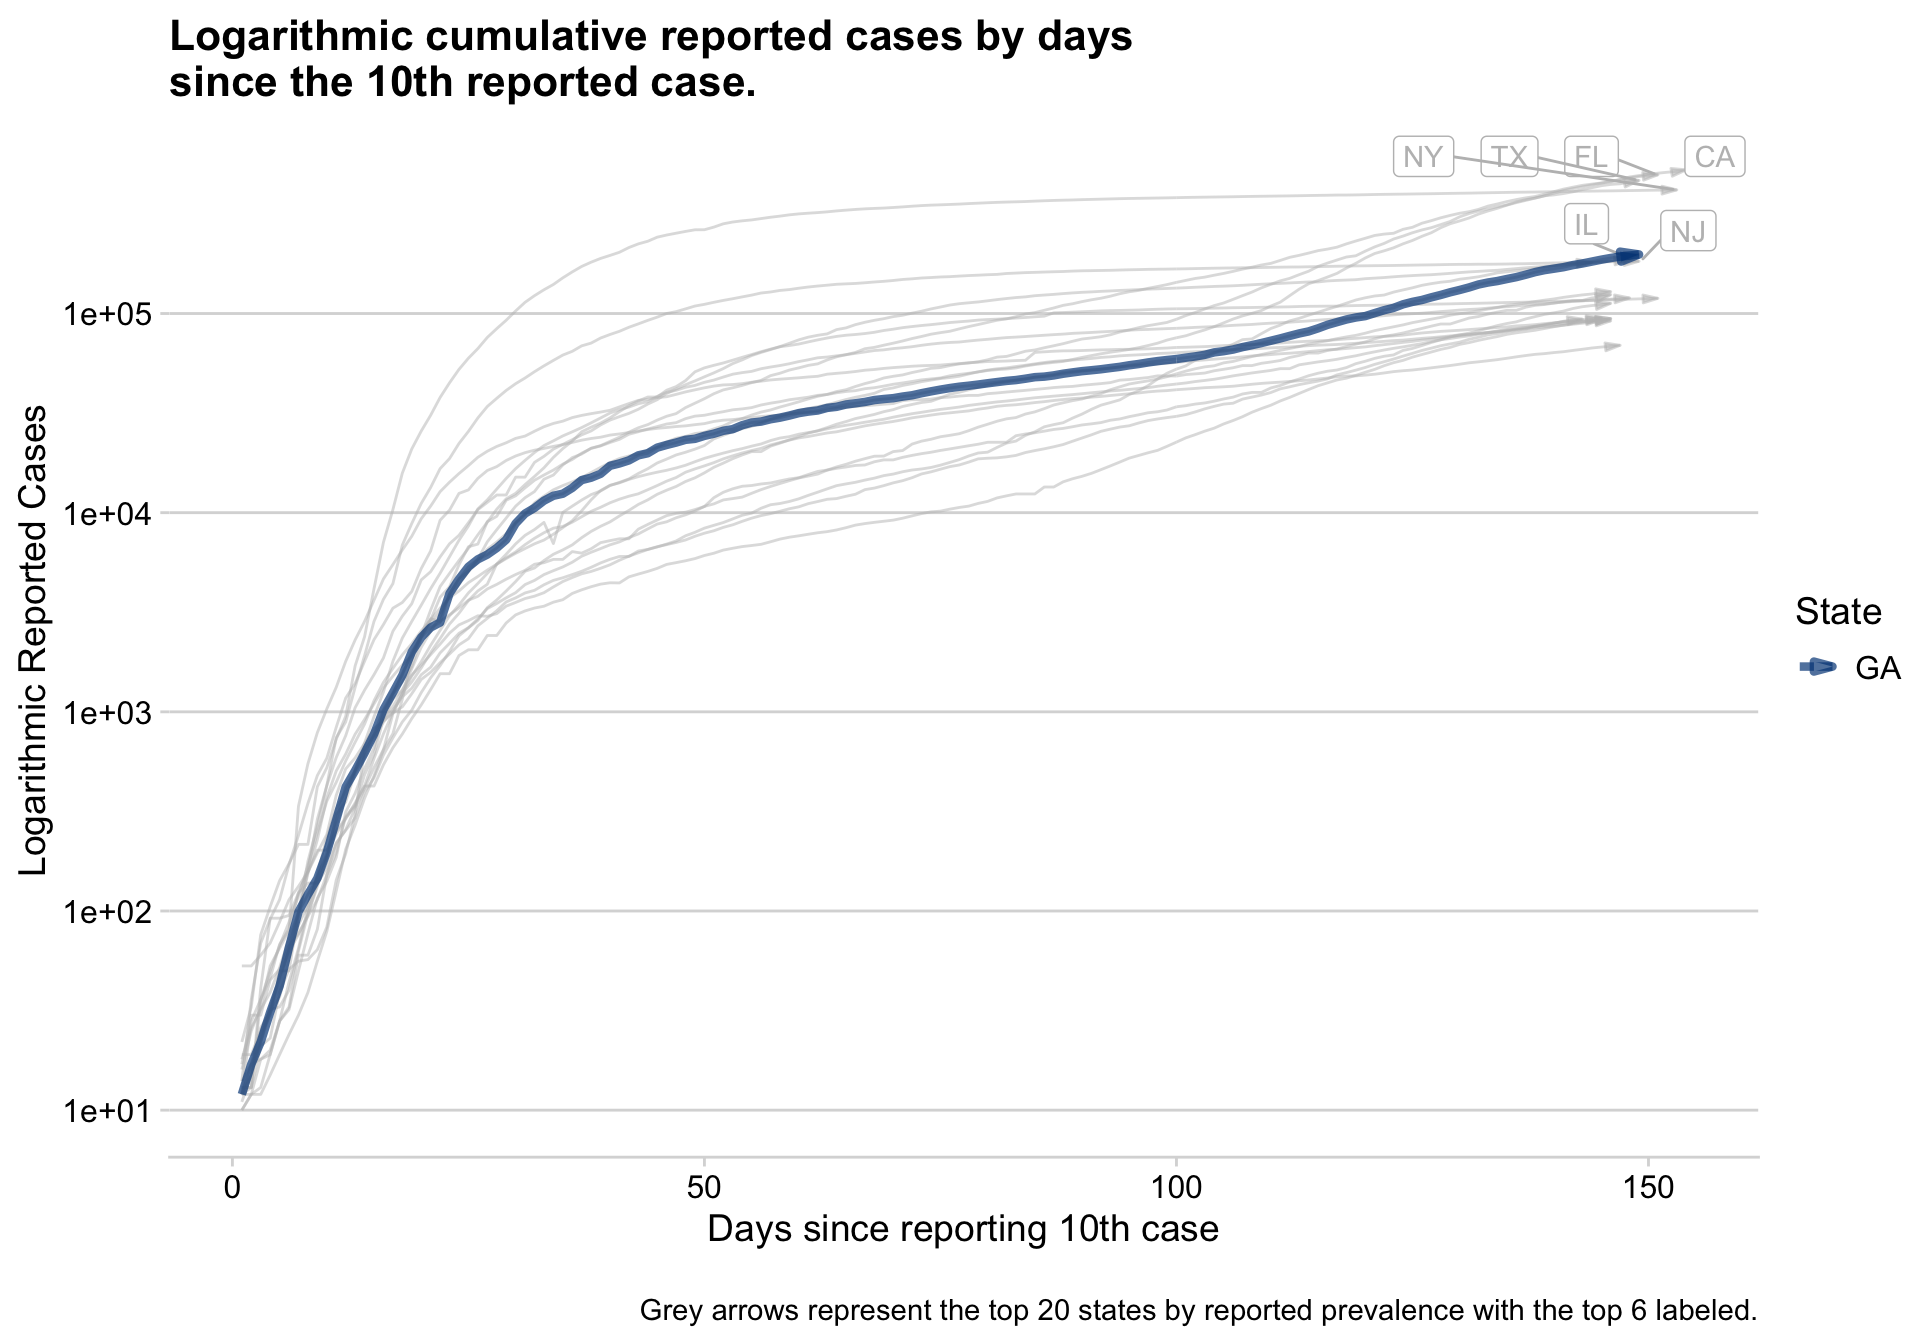 Logarithmic cumulative reported cases by days
since the 10th reported case.
NY TX FL CA
IL NJ
1e+05
1e+04
1e+03
1e+02
1e+01
Logarithmic Reported Cases
0 50 100 150
Days since reporting 10th case
State
GA
Grey arrows represent the top 20 states by reported prevalence with the top 6 labeled.